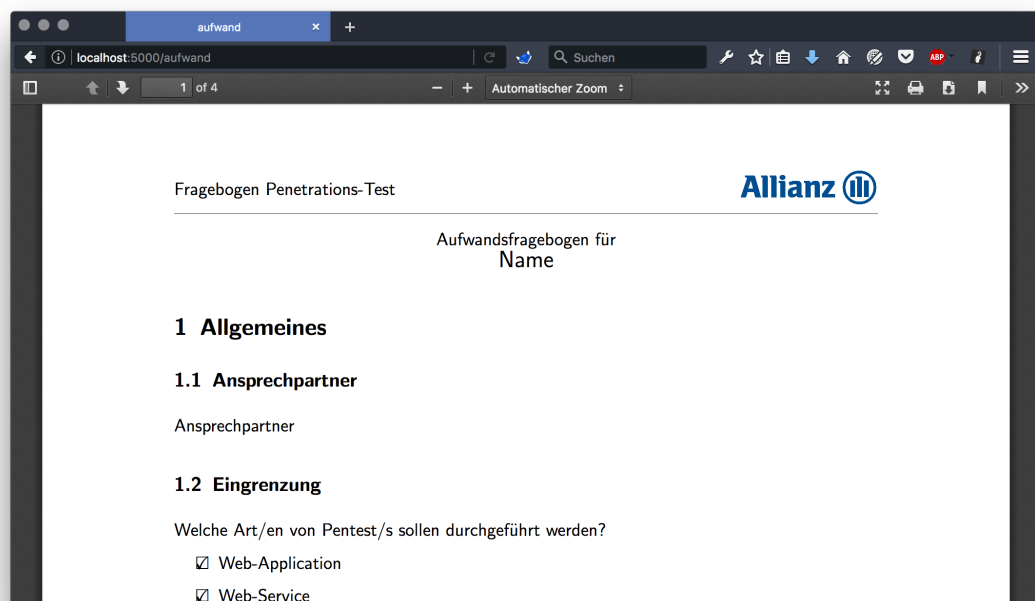 aufwand × +
localhost:5000/aufwand Suchen ABP
1 of 4 − + Automatischer Zoom
Fragebogen Penetrations-Test Allianz
Aufwandsfragebogen für
Name
1 Allgemeines
1.1 Ansprechpartner
Ansprechpartner
1.2 Eingrenzung
Welche Art/en von Pentest/s sollen durchgeführt werden?
☑ Web-Application
☑ Web-Service